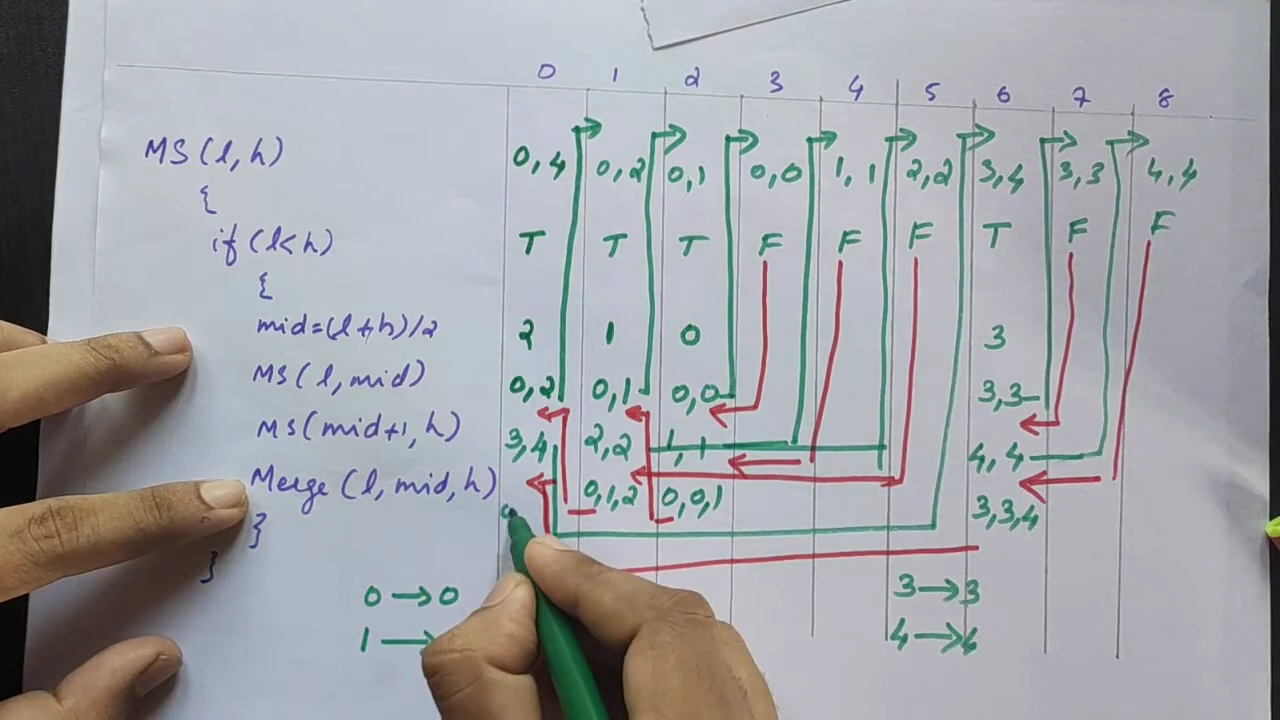 0 1 2 3 4 5 6 7 8
MS(l,h) 0,4 0,2 0,1 0,0 1,1 2,2 3,4 3,3 4,4
{
if(l<h) T T T F F F T F F
{
mid=(l+h)/2 2 1 0 3
MS(l,mid) 0,2 0,1 0,0 3,3
MS(mid+1,h) 3,4 2,2 1,1 4,4
Merge(l,mid,h) 0,1,2 0,0,1 3,3,4
}
}
0→0 3→3
1→ 4→4